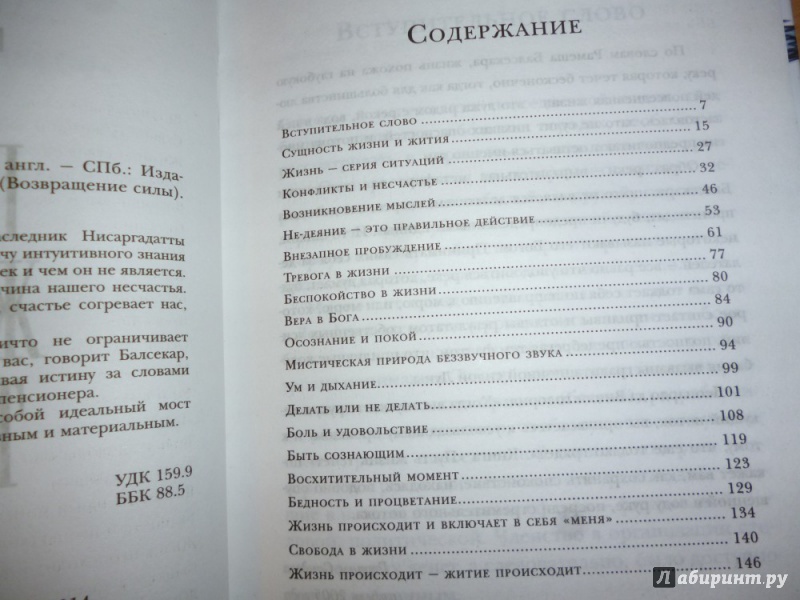 англ. — СПб.: Изда-
(Возвращение силы).
Нисаргадатты
чу интуитивного знания
ек и чем он не является.
чина нашего несчастья.
счастье согревает нас,
ичто не ограничивает
вас, говорит Балсекар,
вая истину за словами
пенсионера.
собой идеальный мост
ным и материальным.
УДК 159.9
ББК 88.5
Содержание
Вступительное слово 7
Сущность жизни и жития 15
Жизнь — серия ситуаций 27
Конфликты и несчастье 32
Возникновение мыслей 46
Не-деяние — это правильное действие 53
Внезапное пробуждение 61
Тревога в жизни 77
Беспокойство в жизни 80
Вера в Бога 84
Осознание и покой 90
Мистическая природа беззвучного звука 94
Ум и дыхание 99
Делать или не делать 101
Боль и удовольствие 108
Быть сознающим 119
Восхитительный момент 123
Бедность и процветание 129
Жизнь происходит и включает в себя «меня» 134
Свобода в жизни 140
Жизнь происходит — житие происходит 146
Лабиринт.ру